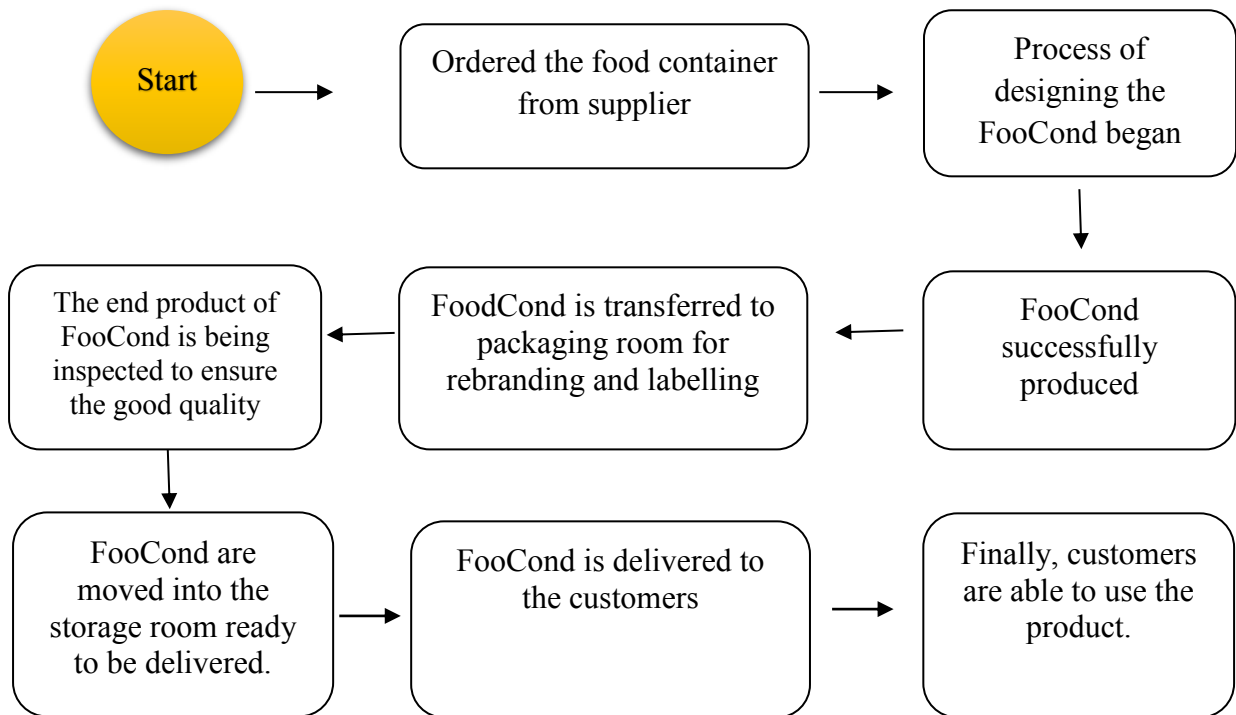 Start
Ordered the food container
from supplier
Process of
designing the
FooCond began
FooCond
successfully
produced
FoodCond is transferred to
packaging room for
rebranding and labelling
The end product of
FooCond is being
inspected to ensure
the good quality
FooCond are
moved into the
storage room ready
to be delivered.
FooCond is delivered to
the customers
Finally, customers
are able to use the
product.